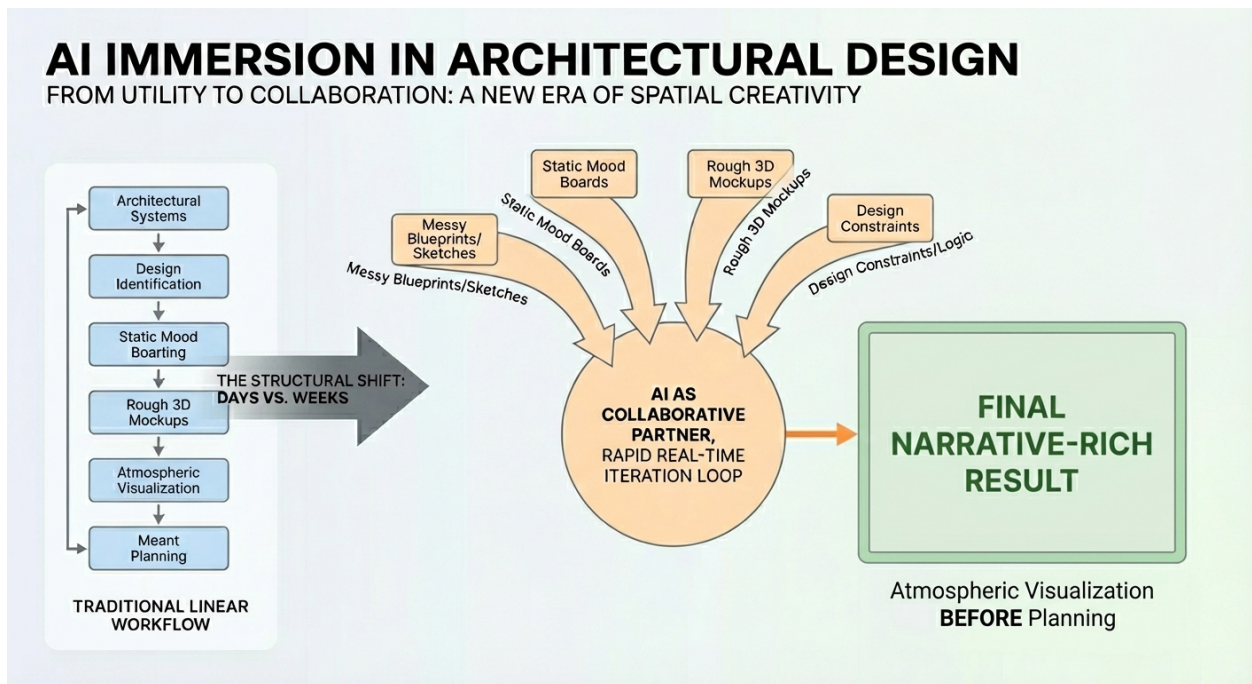 AI IMMERSION IN ARCHITECTURAL DESIGN
FROM UTILITY TO COLLABORATION: A NEW ERA OF SPATIAL CREATIVITY
Architectural
Systems
Design
Identification
Static Mood
Boarting
Rough 3D
Mockups
Atmospheric
Visualization
Meant
Planning
TRADITIONAL LINEAR
WORKFLOW
THE STRUCTURAL SHIFT:
DAYS VS. WEEKS
Messy
Blueprints/
Sketches
Messy Blueprints/Sketches
Static Mood
Boards
Static Mood Boards
Rough 3D
Mockups
Rough 3D Mockups
Design
Constraints
Design Constraints/Logic
AI AS
COLLABORATIVE
PARTNER,
RAPID REAL-TIME
ITERATION LOOP
FINAL
NARRATIVE-RICH
RESULT
Atmospheric Visualization
BEFORE Planning